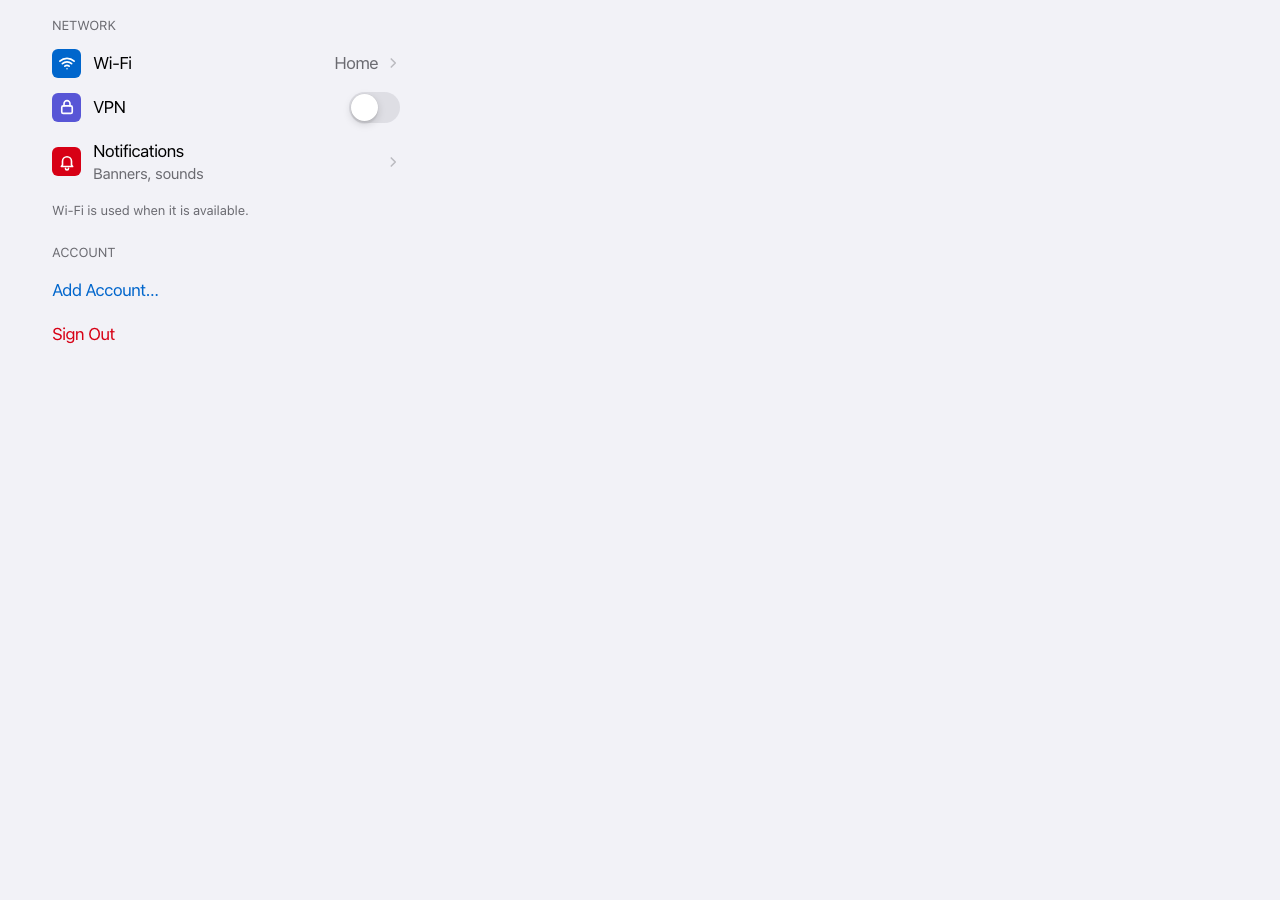 NETWORK
Wi-Fi
Home
VPN
Notifications
Banners, sounds
Wi-Fi is used when it is available.
ACCOUNT
Add Account...
Sign Out